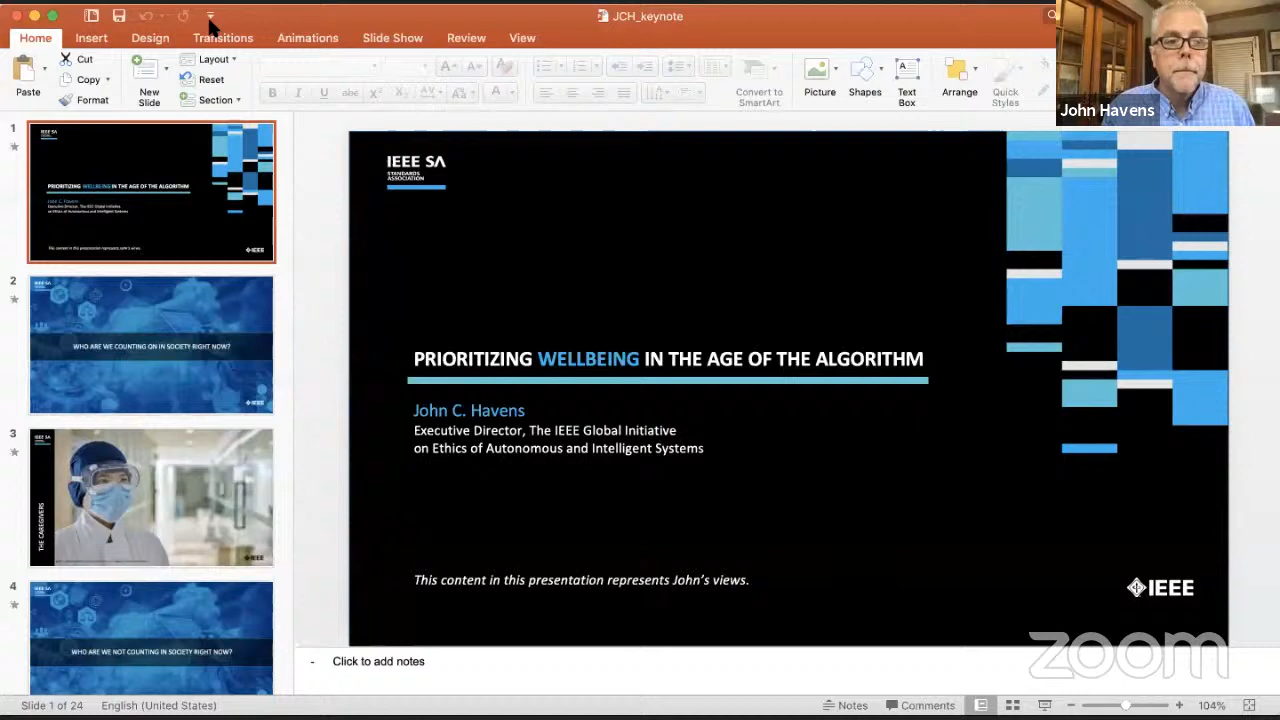 JCH_keynote
Home
Insert
Design
Transitions
Animations
Slide Show
Review
View
Paste
Cut
Copy
Format
New
Slide
Layout
Reset
Section
Convert to
SmartArt
Picture
Shapes
Text
Box
Arrange
Quick
Styles
John Havens
1
2
WHO ARE WE COUNTING ON IN SOCIETY RIGHT NOW?
3
THE CAREGIVERS
4
WHO ARE WE NOT COUNTING IN SOCIETY RIGHT NOW?
IEEE SA
STANDARDS
ASSOCIATION
PRIORITIZING WELLBEING IN THE AGE OF THE ALGORITHM
John C. Havens
Executive Director, The IEEE Global Initiative
on Ethics of Autonomous and Intelligent Systems
This content in this presentation represents John's views.
IEEE
- Click to add notes
zoom
Slide 1 of 24
English (United States)
Notes
Comments
104%